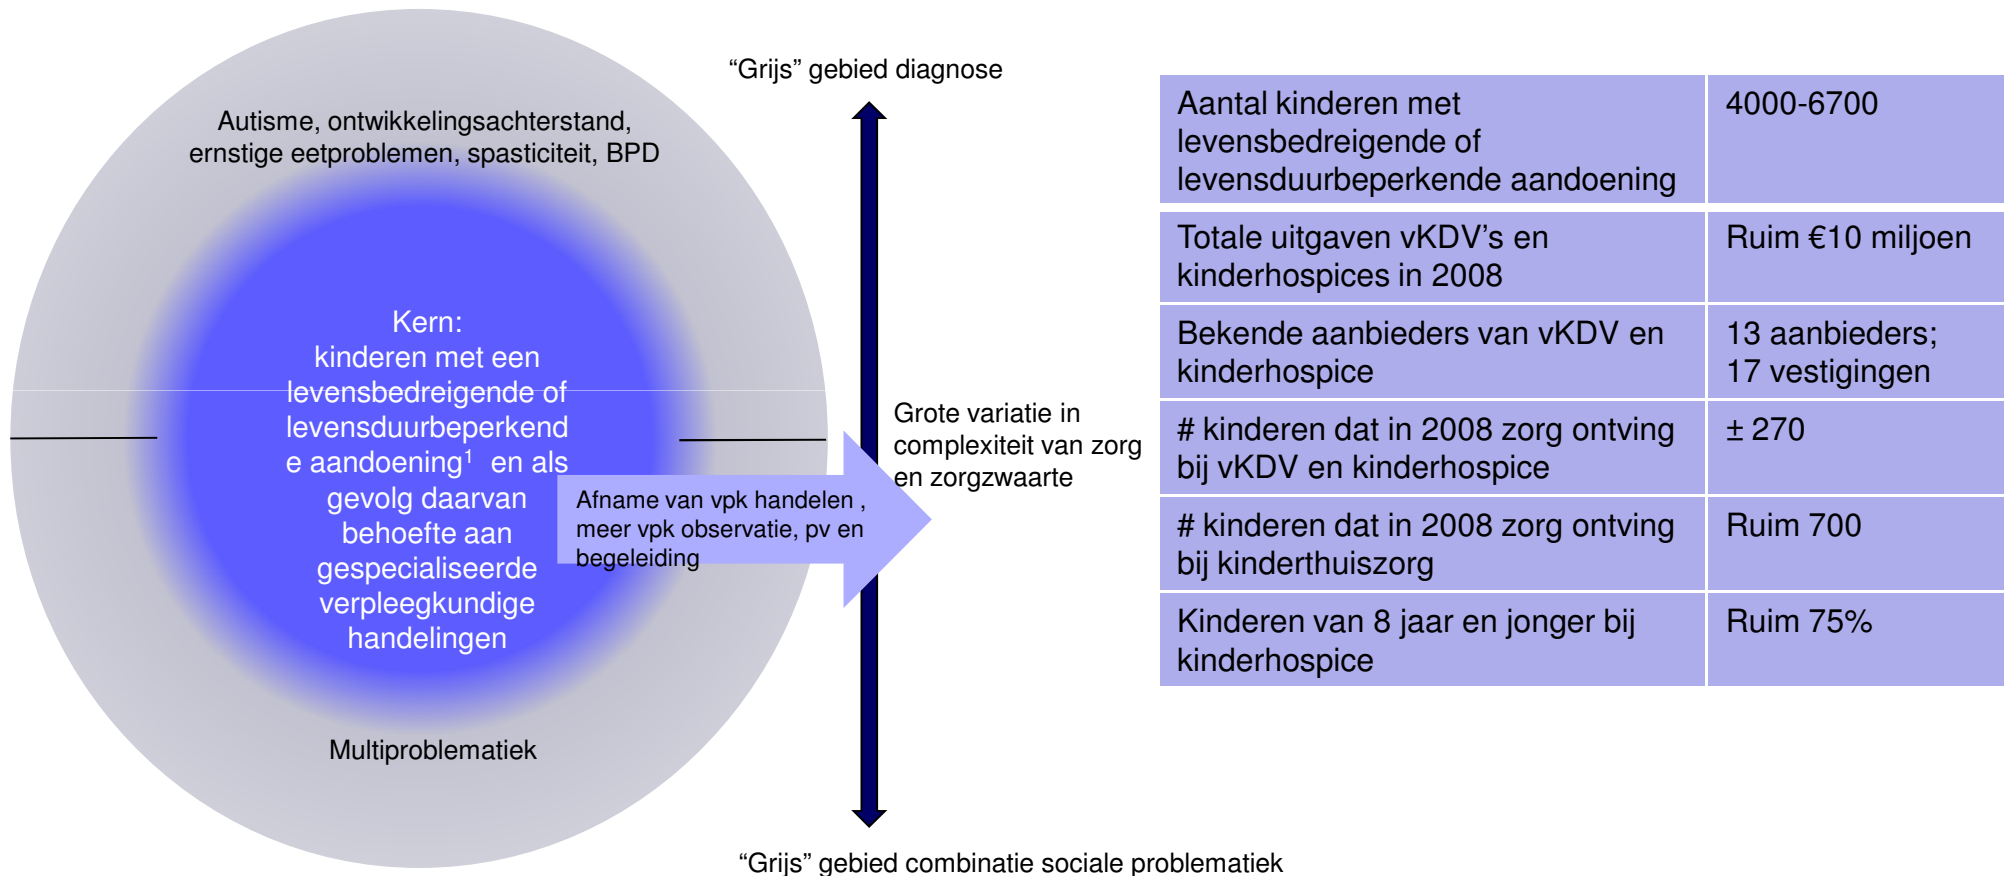 “Grijs” gebied diagnose
Autisme, ontwikkelingsachterstand,
ernstige eetproblemen, spasticiteit, BPD
Kern:
kinderen met een
levensbedreigende of
levensduurbeperkend
e aandoening1 en als
gevolg daarvan
behoefte aan
gespecialiseerde
verpleegkundige
handelingen
Afname van vpk handelen ,
meer vpk observatie, pv en
begeleiding
Multiproblematiek
Grote variatie in
complexiteit van zorg
en zorgzwaarte
“Grijs” gebied combinatie sociale problematiek
Aantal kinderen met
levensbedreigende of
levensduurbeperkende aandoening
4000-6700
Totale uitgaven vKDV’s en
kinderhospices in 2008
Ruim €10 miljoen
Bekende aanbieders van vKDV en
kinderhospice
13 aanbieders;
17 vestigingen
# kinderen dat in 2008 zorg ontving
bij vKDV en kinderhospice
± 270
# kinderen dat in 2008 zorg ontving
bij kinderthuiszorg
Ruim 700
Kinderen van 8 jaar en jonger bij
kinderhospice
Ruim 75%